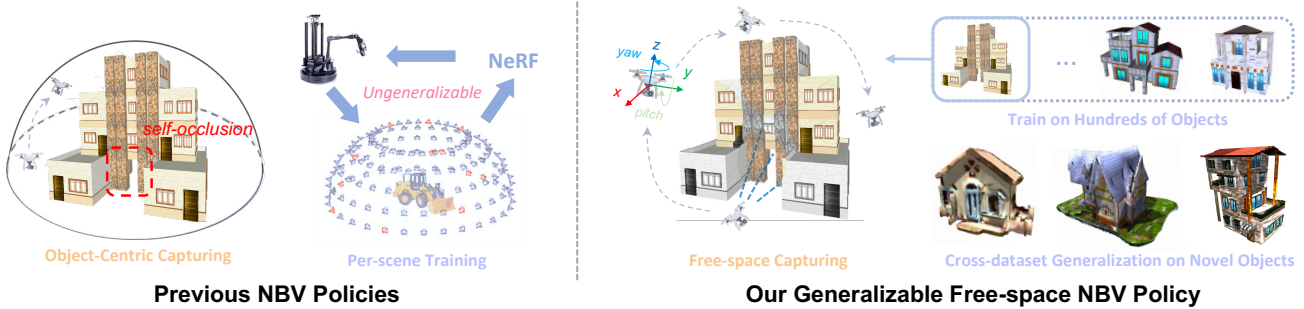 self-occlusion
Object-Centric Capturing
NeRF
Ungeneralizable
Per-scene Training
Previous NBV Policies
yaw
z
y
x
pitch
Free-space Capturing
...
Train on Hundreds of Objects
Cross-dataset Generalization on Novel Objects
Our Generalizable Free-space NBV Policy